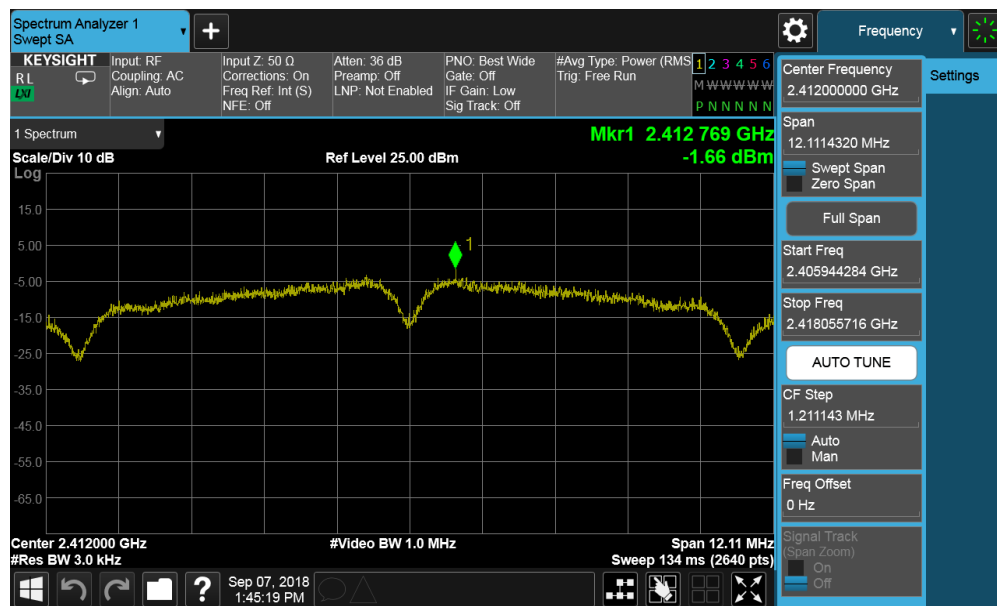 Spectrum Analyzer 1
Swept SA
+
Frequency
KEYSIGHT
RL
LXI
Input: RF
Coupling: AC
Align: Auto
Input Z: 50 Ω
Corrections: On
Freq Ref: Int (S)
NFE: Off
Atten: 36 dB
Preamp: Off
LNP: Not Enabled
PNO: Best Wide
Gate: Off
IF Gain: Low
Sig Track: Off
#Avg Type: Power (RMS
Trig: Free Run
1 2 3 4 5 6
M W W W W W
P N N N N N
1 Spectrum
Scale/Div 10 dB
Log
Ref Level 25.00 dBm
Mkr1 2.412 769 GHz
-1.66 dBm
1
15.0
5.00
-5.00
-15.0
-25.0
-35.0
-45.0
-55.0
-65.0
Center 2.412000 GHz
#Res BW 3.0 kHz
#Video BW 1.0 MHz
Span 12.11 MHz
Sweep 134 ms (2640 pts)
?
Sep 07, 2018
1:45:19 PM
Center Frequency
2.412000000 GHz
Span
12.1114320 MHz
Swept Span
Zero Span
Full Span
Start Freq
2.405944284 GHz
Stop Freq
2.418055716 GHz
AUTO TUNE
CF Step
1.211143 MHz
Auto
Man
Freq Offset
0 Hz
Signal Track
(Span Zoom)
On
Off
Settings